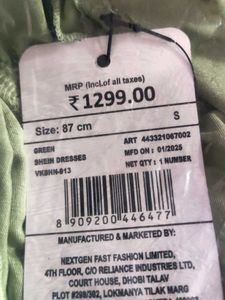 MRP (Incl.of all taxes)
₹1299.00
Size: 87 cm S
GREEN ART 443321067002
SHEIN DRESSES MFD ON : 01/2025
VKSHN-913 NET QTY : 1 NUMBER
8 909200 446477
MANUFACTURED & MARKETED BY:
NEXTGEN FAST FASHION LIMITED,
4TH FLOOR, C/O RELIANCE INDUSTRIES LTD,
COURT HOUSE, DHOBI TALAV
PLOT #298/302, LOKMANYA TILAK MARG